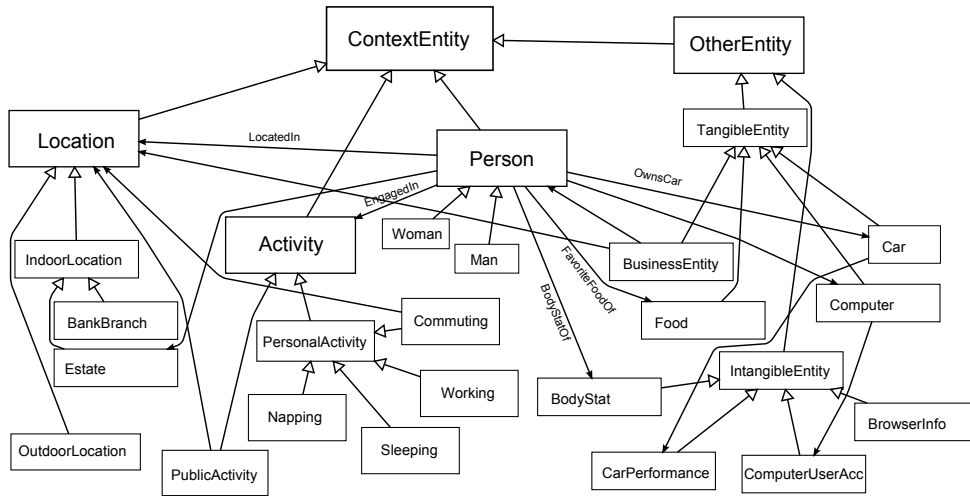 ContextEntity
OtherEntity
Location
LocatedIn
Person
TangibleEntity
OwnsCar
EngagedIn
Woman
Man
Activity
IndoorLocation
BusinessEntity
Car
FavoriteFoodOf
BankBranch
Commuting
Food
Computer
BodyStatOf
PersonalActivity
Estate
IntangibleEntity
Working
BodyStat
Napping
BrowserInfo
OutdoorLocation
Sleeping
PublicActivity
CarPerformance
ComputerUserAcc